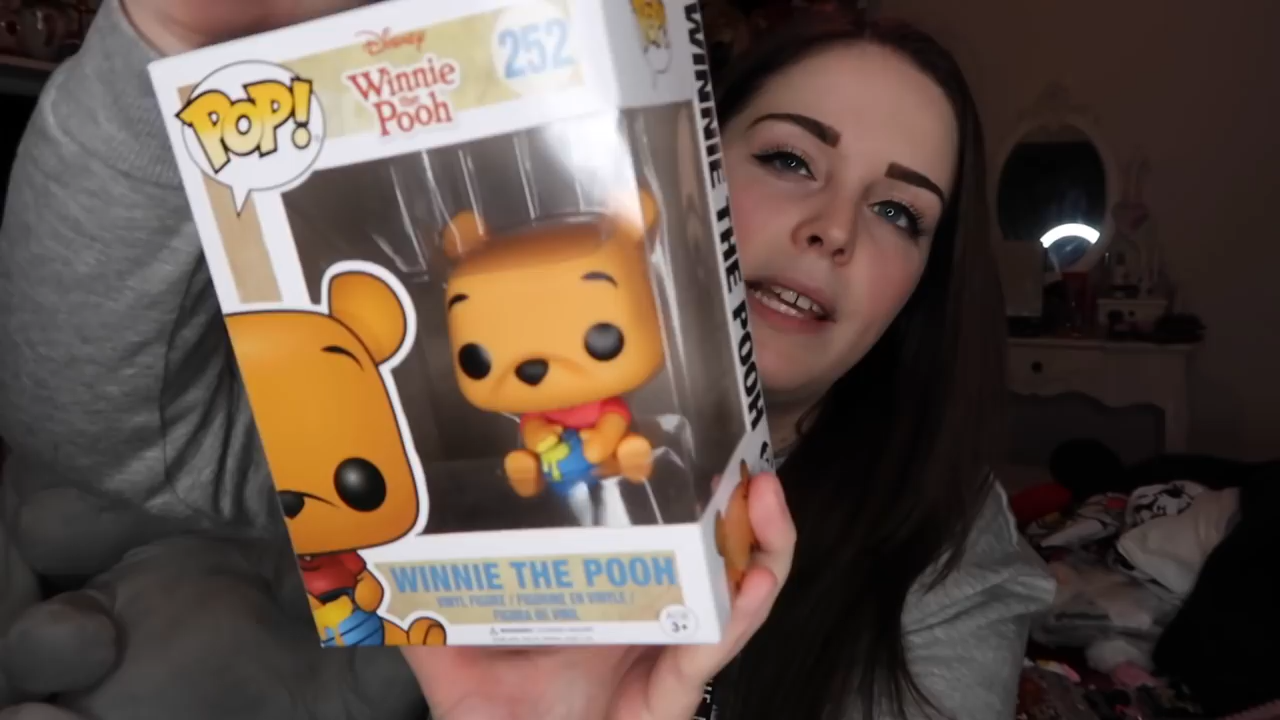 POP!
Disney
Winnie
the
Pooh
252
WINNIE THE POOH
WINNIE THE POOH
VINYL FIGURE / FIGURINE EN VINYLE /
FIGURA DE VINIL
3+